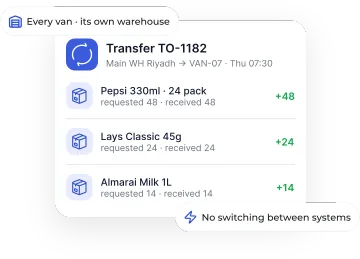 Every van · its own warehouse
Transfer TO-1182
Main WH Riyadh → VAN-07 · Thu 07:30
Pepsi 330ml · 24 pack
requested 48 · received 48
+48
Lays Classic 45g
requested 24 · received 24
+24
Almarai Milk 1L
requested 14 · received 14
+14
No switching between systems